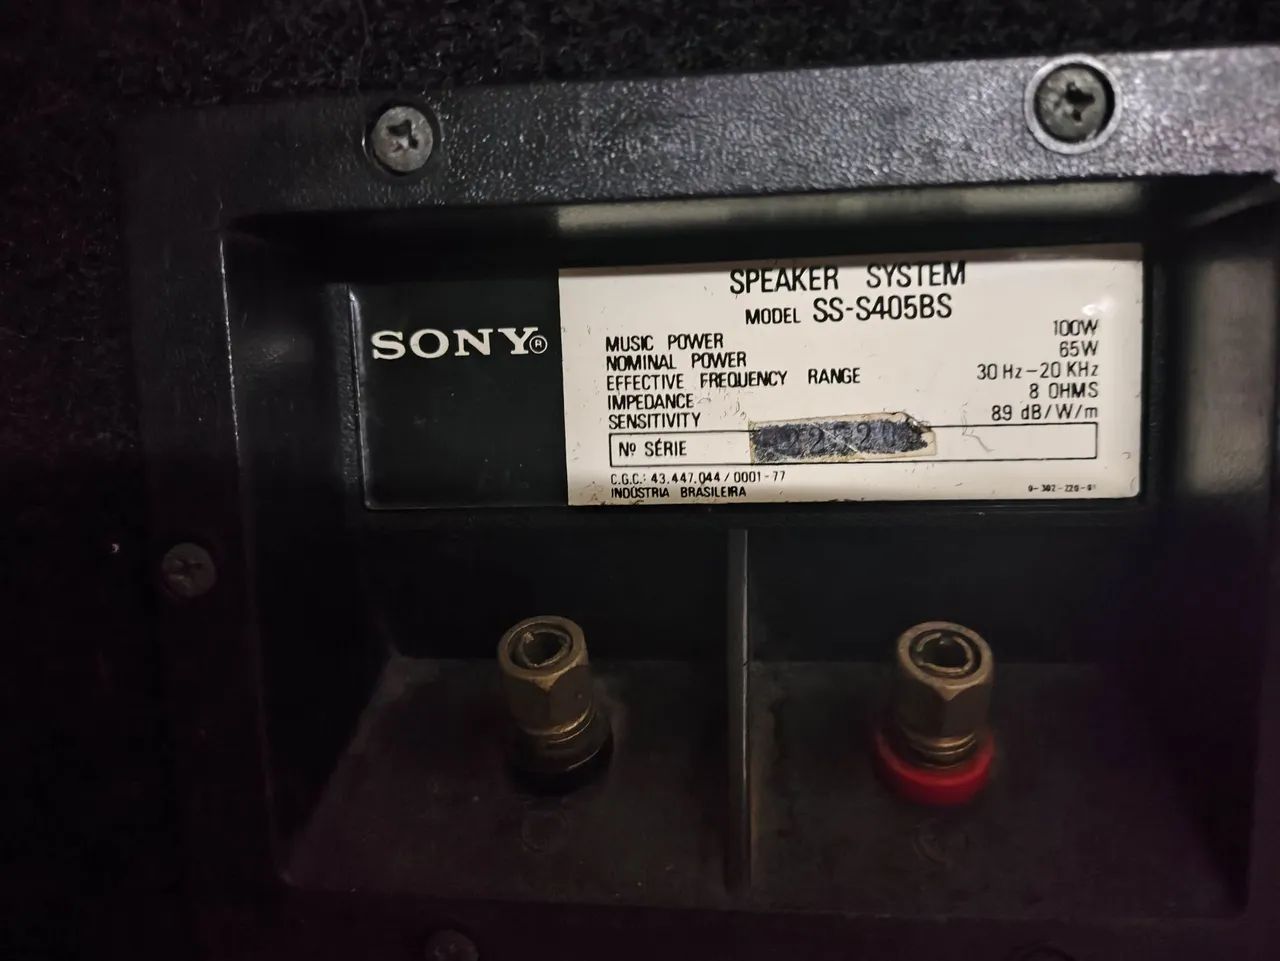 SPEAKER SYSTEM
MODEL SS-S405BS
SONY®
MUSIC POWER 100W
NOMINAL POWER 65W
EFFECTIVE FREQUENCY RANGE 30 Hz-20 KHz
IMPEDANCE 8 OHMS
SENSITIVITY 89 dB/W/m
Nº SÉRIE
C.G.C.: 43.447.044/0001-77
INDÚSTRIA BRASILEIRA